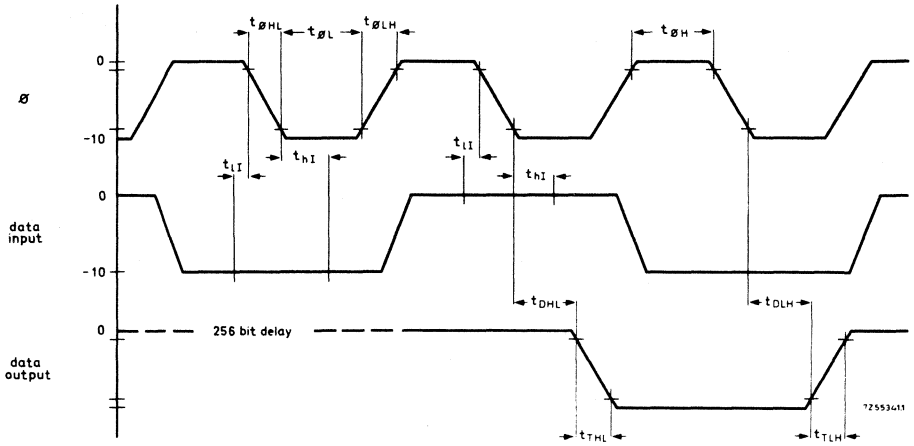 tØHL tØL tØLH tØH
0
Ø
-10
tlI thI tlI thI
0
data
input
-10
tDHL tDLH
0 256 bit delay
data
output
7Z55341.1
tTHL tTLH